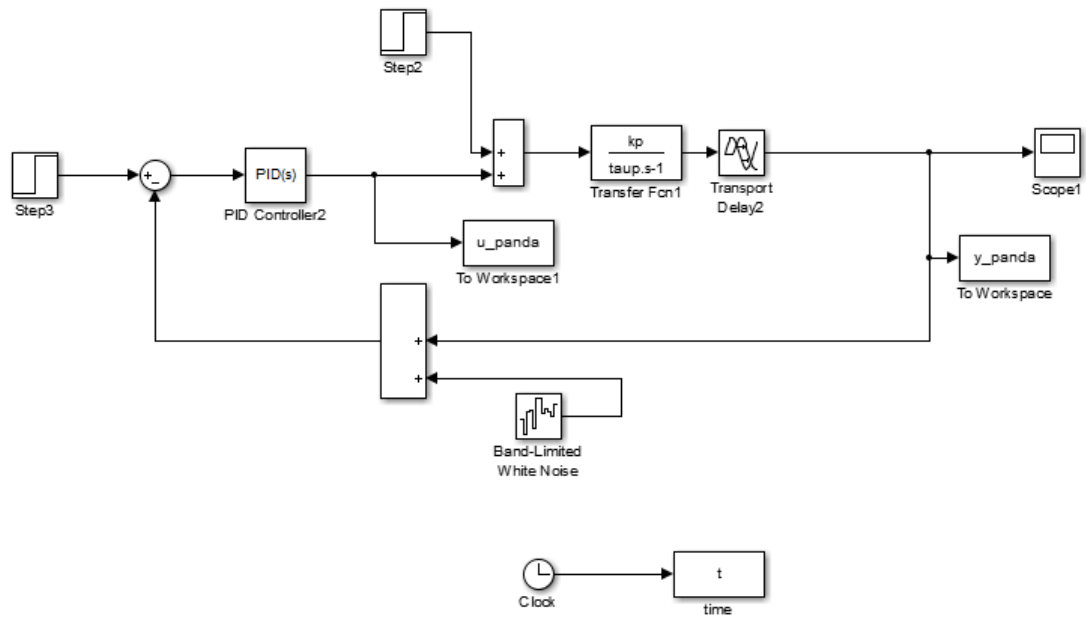 Step2
Step3
+
−
PID(s)
PID Controller2
+
+
kp
taup.s-1
Transfer Fcn1
Transport
Delay2
Scope1
u_panda
To Workspace1
y_panda
To Workspace
+
+
Band-Limited
White Noise
Clock
t
time